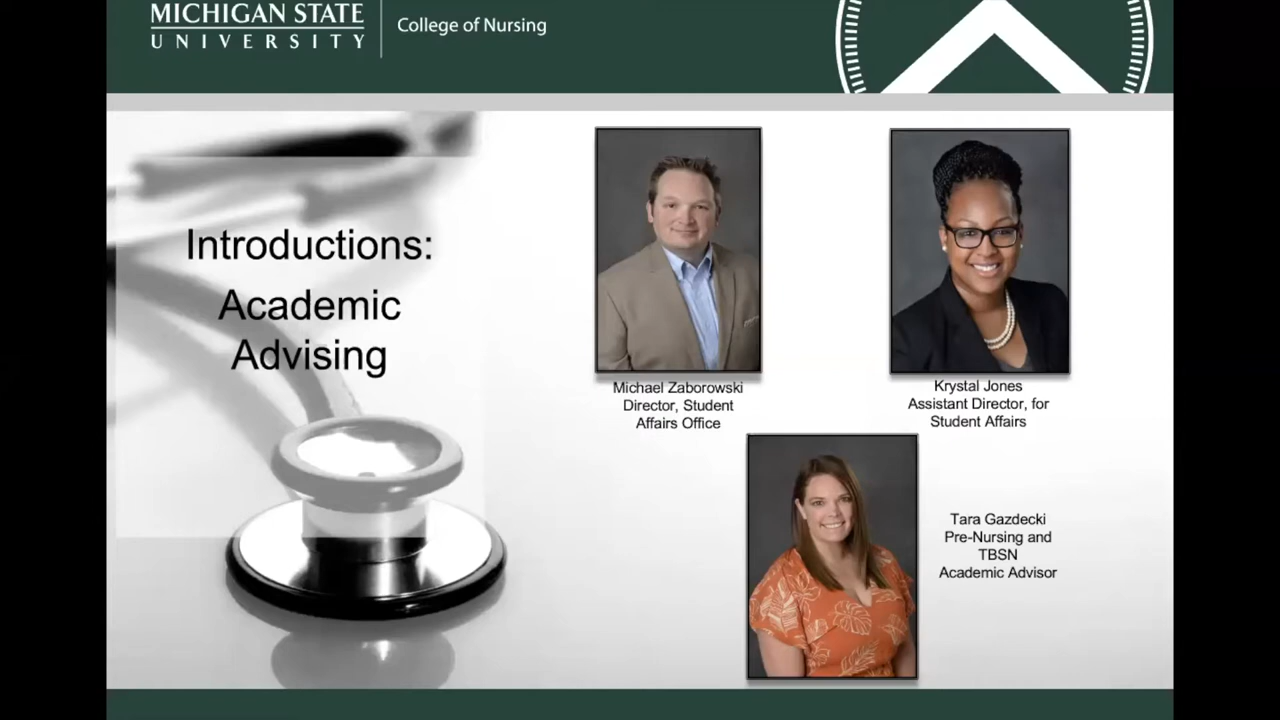 MICHIGAN STATE
UNIVERSITY
College of Nursing
Introductions:
Academic
Advising
Michael Zaborowski
Director, Student
Affairs Office
Krystal Jones
Assistant Director, for
Student Affairs
Tara Gazdecki
Pre-Nursing and
TBSN
Academic Advisor